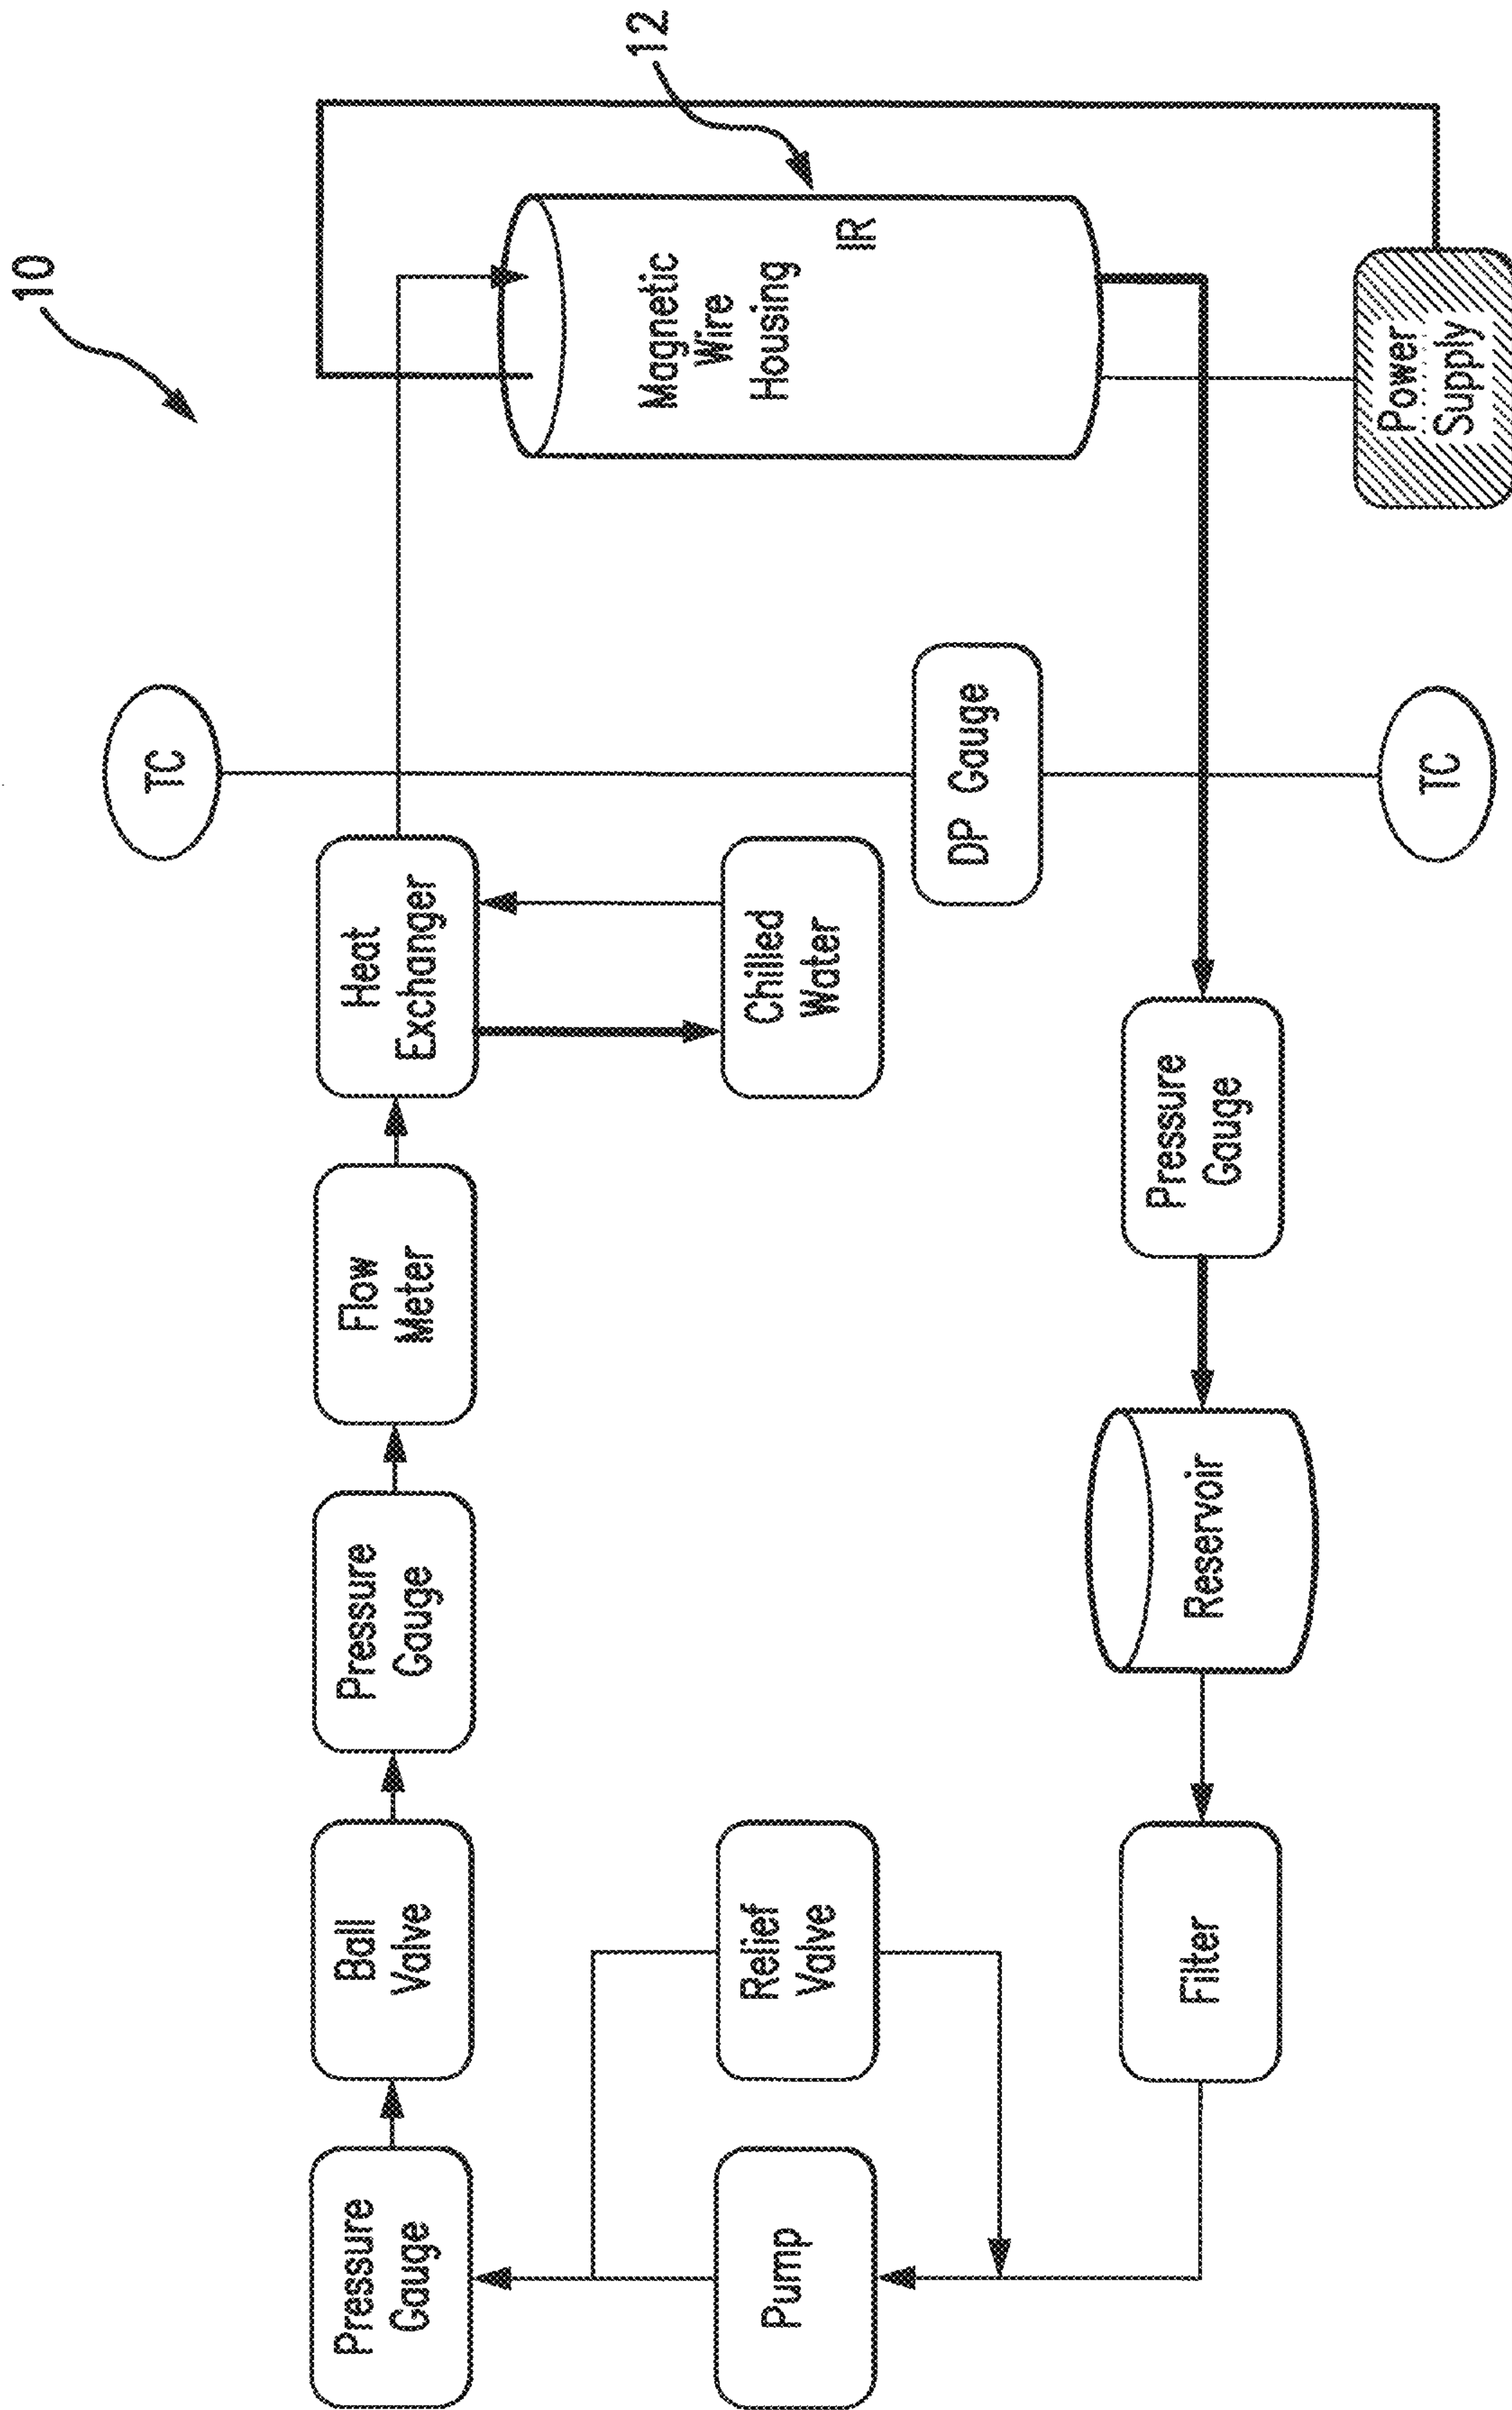 10
12
Pressure
Gauge
Ball
Valve
Pressure
Gauge
Flow
Meter
Heat
Exchanger
TC
Magnetic
Wire
Housing
IR
Pump
Relief
Valve
Chilled
Water
DP Gauge
Filter
Reservoir
Pressure
Gauge
TC
Power
Supply